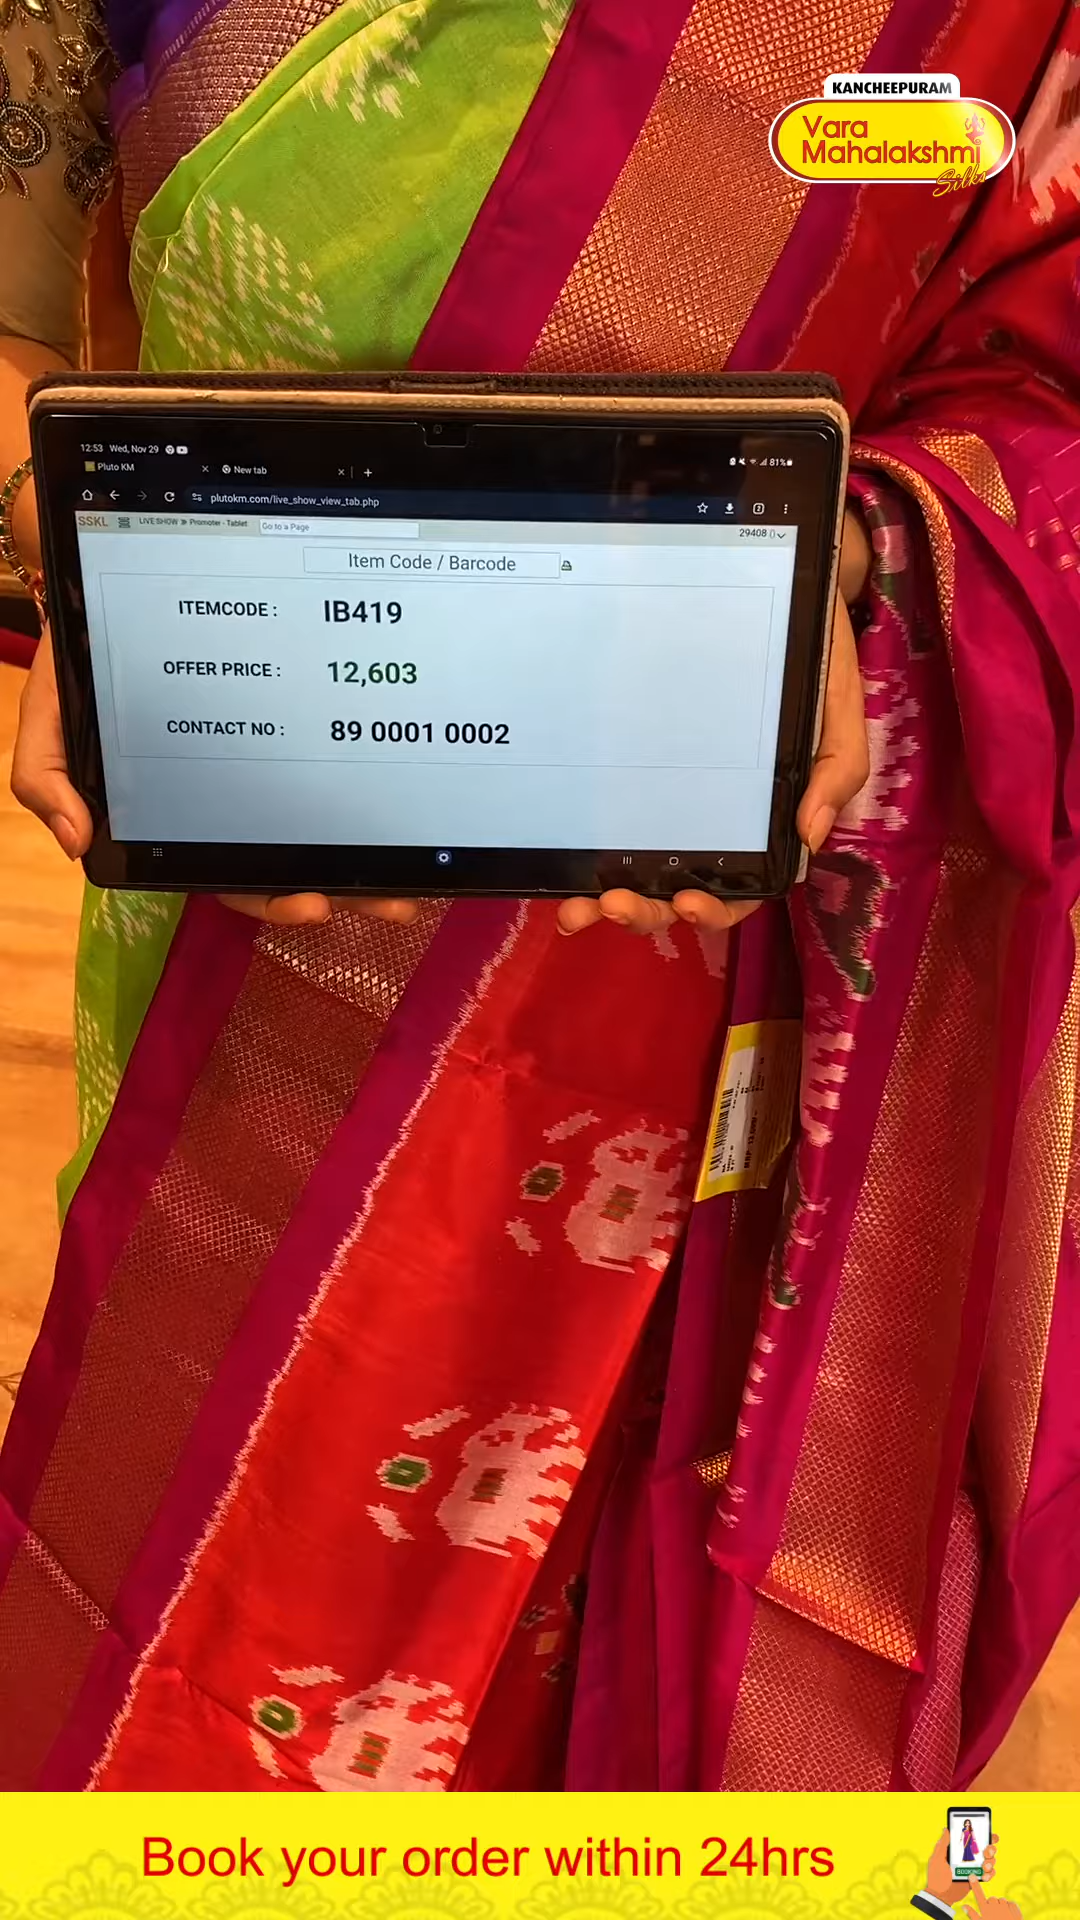 KANCHEEPURAM
Vara
Mahalakshmi
Silks
12:53 Wed, Nov 29
81%
Pluto KM
New tab
plutokm.com/live_show_view_tab.php
SSKL
LIVE SHOW » Promoter - Tablet
Go to a Page
29408 ()
Item Code / Barcode
ITEMCODE : IB419
OFFER PRICE : 12,603
CONTACT NO : 89 0001 0002
Book your order within 24hrs
BOOKING